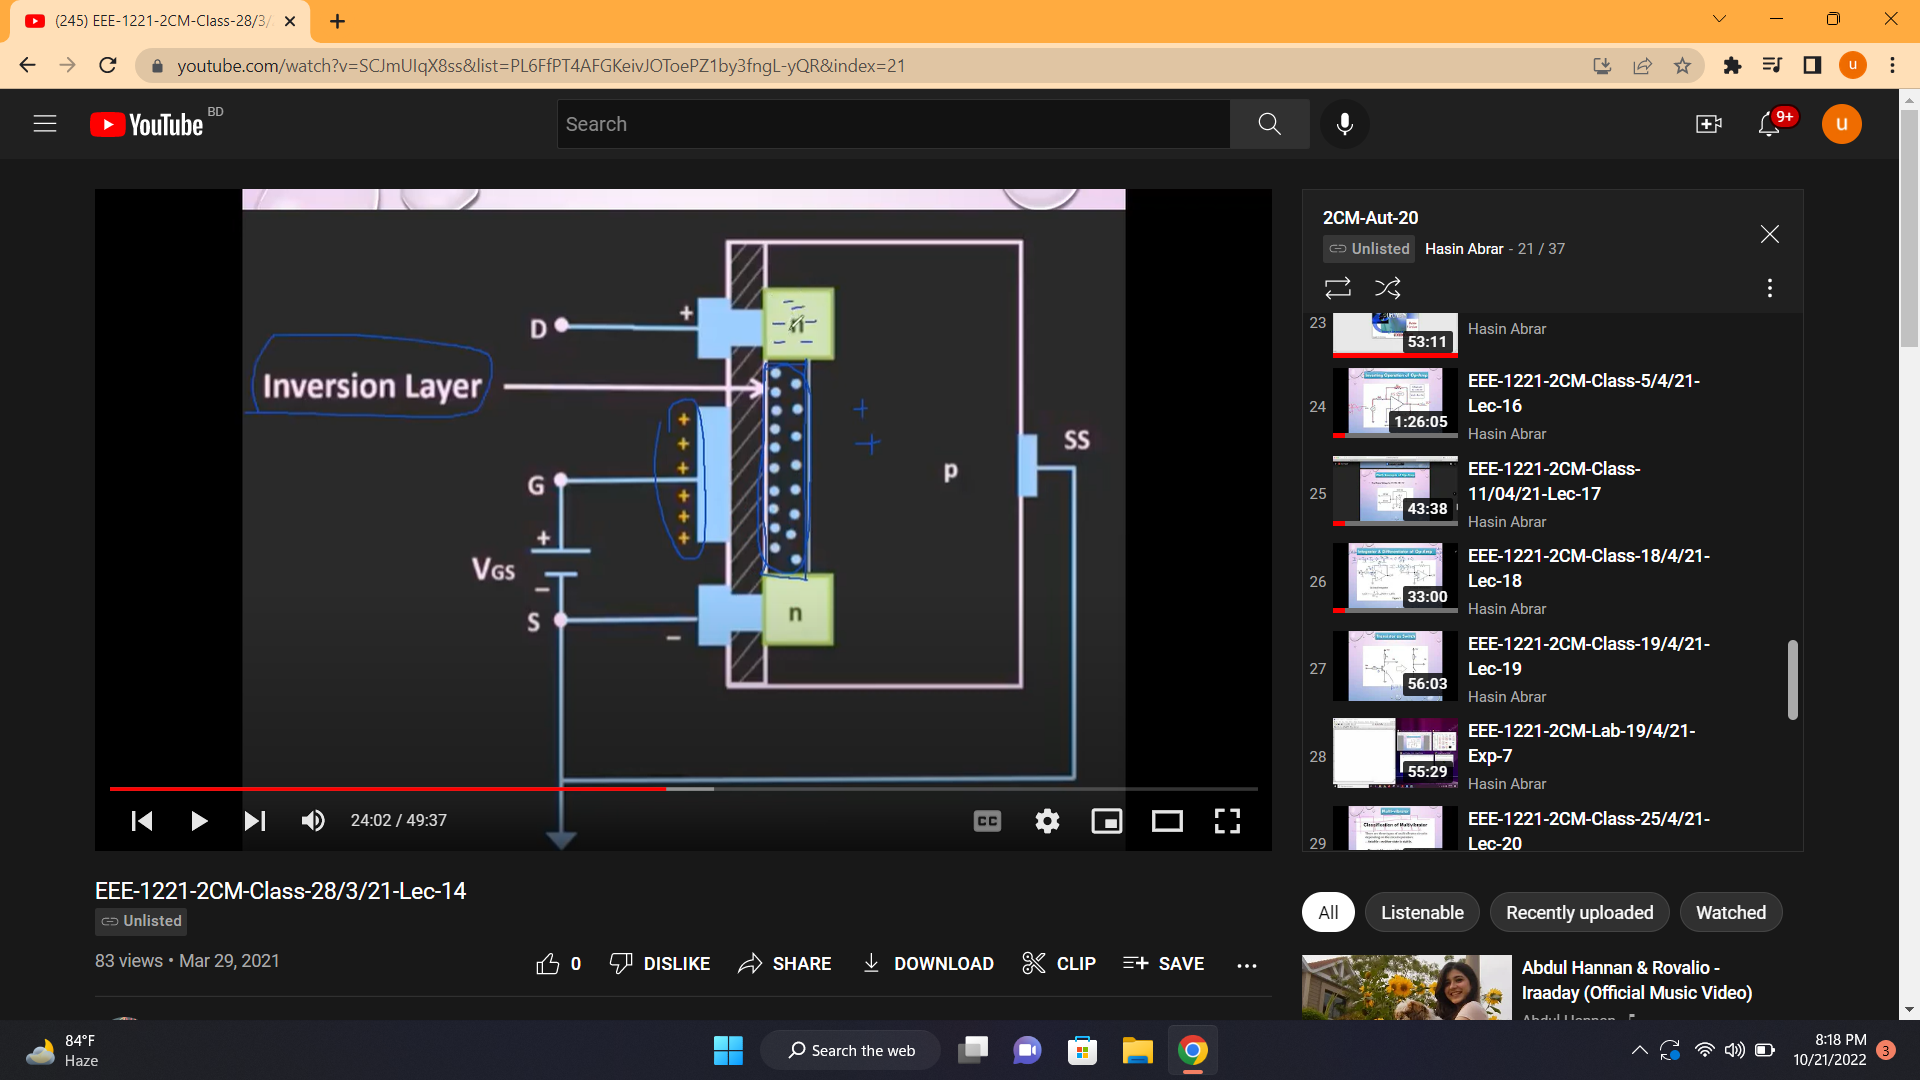 (245) EEE-1221-2CM-Class-28/3/
youtube.com/watch?v=SCJmUIqX8ss&list=PL6FfPT4AFGKeivJOToePZ1by3fngL-yQR&index=21
u
YouTube BD
Search
9+
u
D
+
n
Inversion Layer
+
+
+
+
+
+
+
+
SS
p
G
+
VGS
−
S
−
n
24:02 / 49:37
CC
2CM-Aut-20
Unlisted
Hasin Abrar - 21 / 37
23
53:11
Hasin Abrar
24
1:26:05
EEE-1221-2CM-Class-5/4/21-
Lec-16
Hasin Abrar
25
43:38
EEE-1221-2CM-Class-
11/04/21-Lec-17
Hasin Abrar
26
33:00
EEE-1221-2CM-Class-18/4/21-
Lec-18
Hasin Abrar
27
56:03
EEE-1221-2CM-Class-19/4/21-
Lec-19
Hasin Abrar
28
55:29
EEE-1221-2CM-Lab-19/4/21-
Exp-7
Hasin Abrar
29
EEE-1221-2CM-Class-25/4/21-
Lec-20
EEE-1221-2CM-Class-28/3/21-Lec-14
Unlisted
83 views • Mar 29, 2021
0
DISLIKE
SHARE
DOWNLOAD
CLIP
SAVE
All
Listenable
Recently uploaded
Watched
Abdul Hannan & Rovalio -
Iraaday (Official Music Video)
Abdul Hannan
84°F
Haze
Search the web
8:18 PM
10/21/2022
3